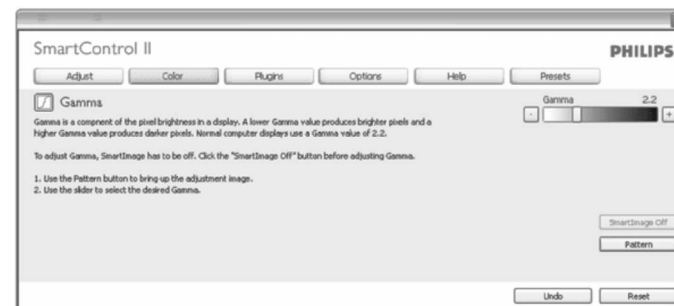 SmartControl II
PHILIPS
Adjust Color Plugins Options Help Presets
Gamma
Gamma 2.2
- +
Gamma is a compnent of the pixel brightness in a display. A lower Gamma value produces brighter pixels and a
higher Gamma value produces darker pixels. Normal computer displays use a Gamma value of 2.2.
To adjust Gamma, SmartImage has to be off. Click the "SmartImage Off" button before adjusting Gamma.
1. Use the Pattern button to bring up the adjustment image.
2. Use the slider to select the desired Gamma.
SmartImage Off
Pattern
Undo Reset